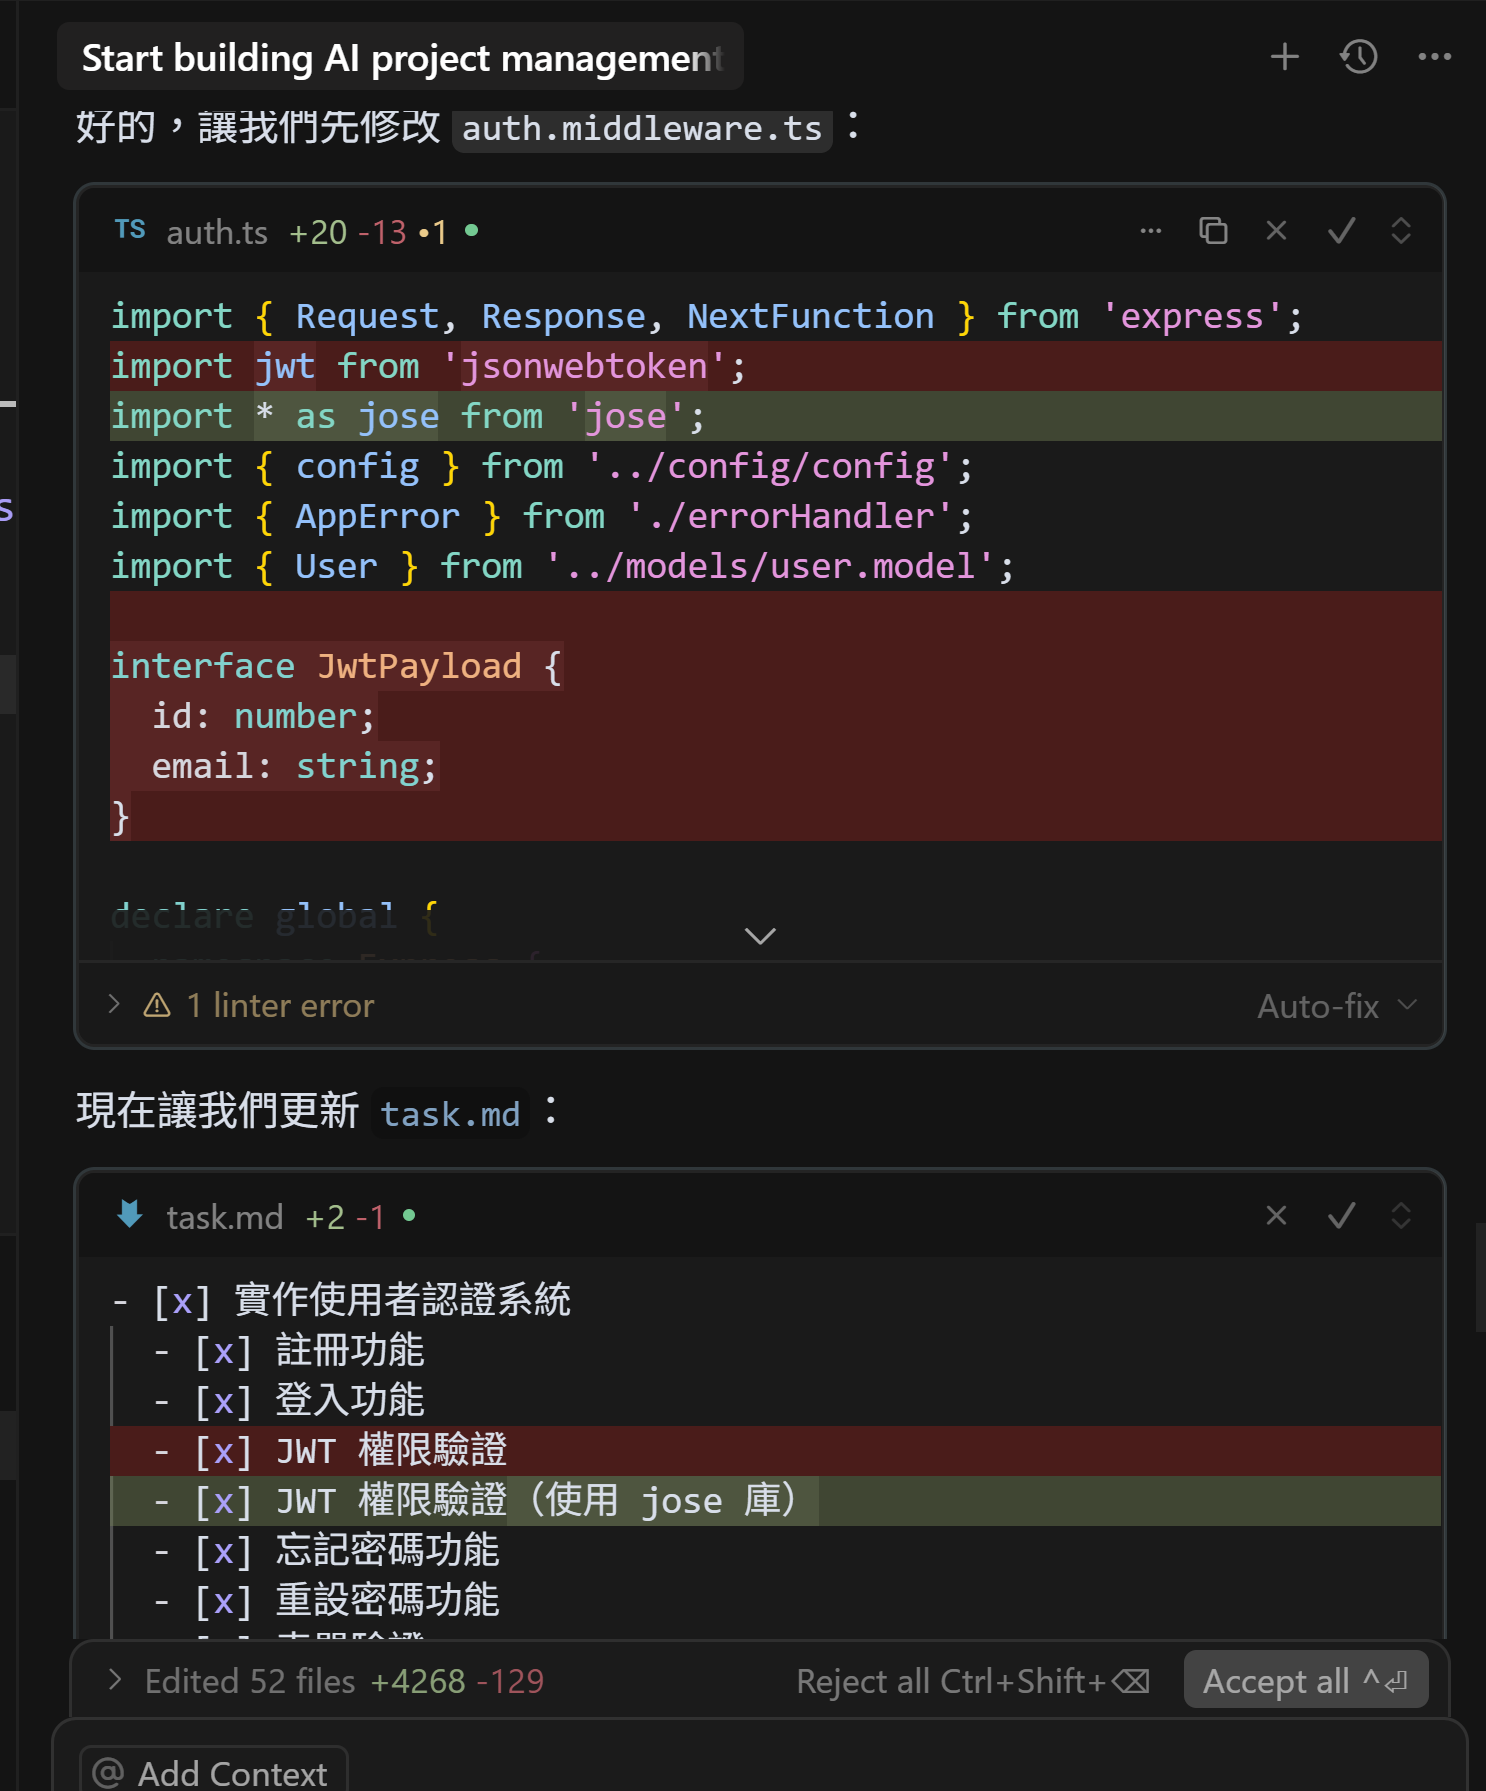 Start building AI project management
好的，讓我們先修改 auth.middleware.ts：
TS auth.ts +20 -13 •1
import { Request, Response, NextFunction } from 'express';
import jwt from 'jsonwebtoken';
import * as jose from 'jose';
import { config } from '../config/config';
import { AppError } from './errorHandler';
import { User } from '../models/user.model';
interface JwtPayload {
id: number;
email: string;
}
declare global {
1 linter error
Auto-fix
現在讓我們更新 task.md：
task.md +2 -1
- [x] 實作使用者認證系統
- [x] 註冊功能
- [x] 登入功能
- [x] JWT 權限驗證
- [x] JWT 權限驗證（使用 jose 庫）
- [x] 忘記密碼功能
- [x] 重設密碼功能
Edited 52 files +4268 -129
Reject all Ctrl+Shift+⌫
Accept all ^⏎
@ Add Context
s